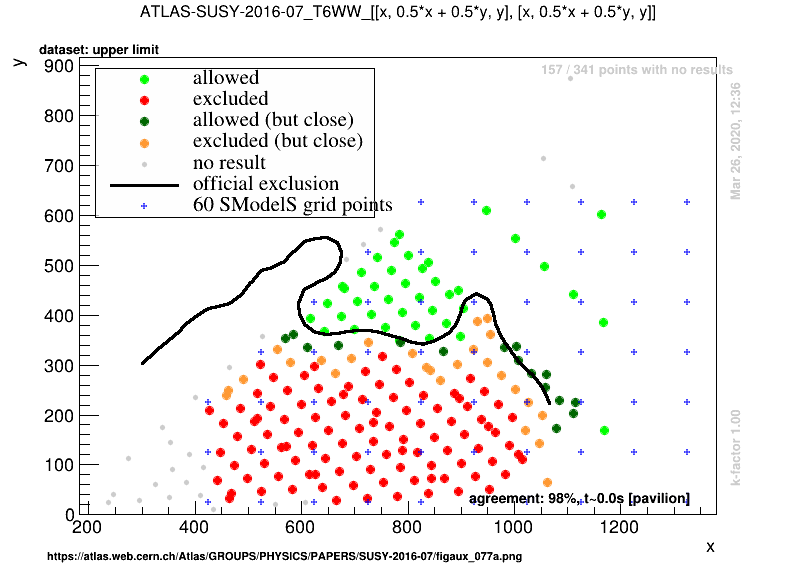 ATLAS-SUSY-2016-07_T6WW_[[x, 0.5*x + 0.5*y, y], [x, 0.5*x + 0.5*y, y]]
dataset: upper limit
y
157 / 341 points with no results
Mar 26, 2020, 12:36
900
800
700
600
500
400
300
200
100
0
allowed
excluded
allowed (but close)
excluded (but close)
no result
official exclusion
60 SModelS grid points
k-factor 1.00
agreement: 98%, t~0.0s [pavilion]
200 400 600 800 1000 1200
x
https://atlas.web.cern.ch/Atlas/GROUPS/PHYSICS/PAPERS/SUSY-2016-07/figaux_077a.png